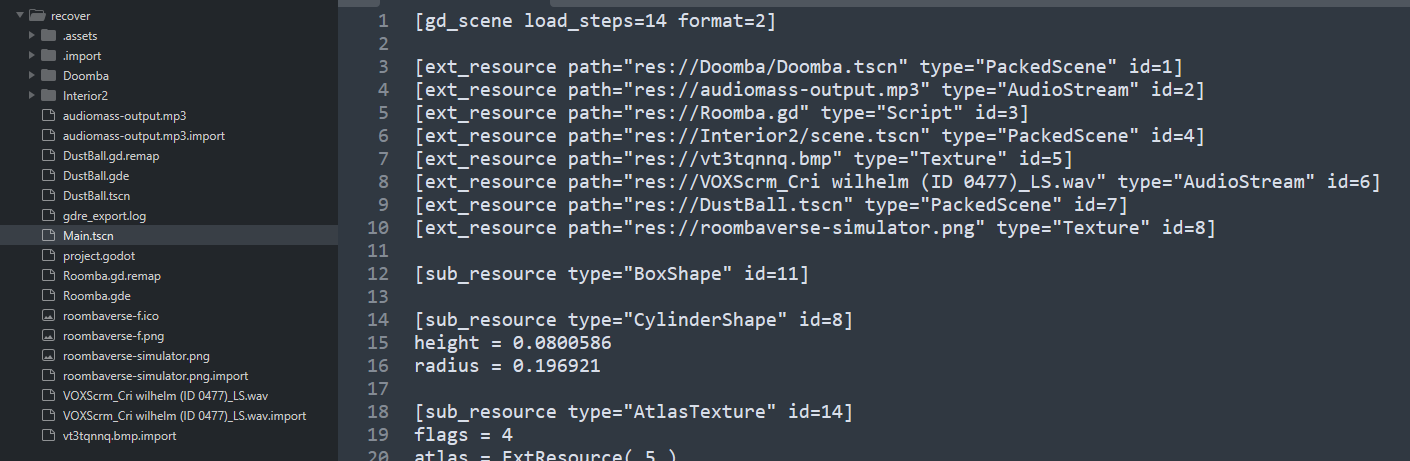 recover
.assets
.import
Doomba
Interior2
audiomass-output.mp3
audiomass-output.mp3.import
DustBall.gd.remap
DustBall.gde
DustBall.tscn
gdre_export.log
Main.tscn
project.godot
Roomba.gd.remap
Roomba.gde
roombaverse-f.ico
roombaverse-f.png
roombaverse-simulator.png
roombaverse-simulator.png.import
VOXScrm_Cri wilhelm (ID 0477)_LS.wav
VOXScrm_Cri wilhelm (ID 0477)_LS.wav.import
vt3tqnnq.bmp.import
1 [gd_scene load_steps=14 format=2]
2
3 [ext_resource path="res://Doomba/Doomba.tscn" type="PackedScene" id=1]
4 [ext_resource path="res://audiomass-output.mp3" type="AudioStream" id=2]
5 [ext_resource path="res://Roomba.gd" type="Script" id=3]
6 [ext_resource path="res://Interior2/scene.tscn" type="PackedScene" id=4]
7 [ext_resource path="res://vt3tqnnq.bmp" type="Texture" id=5]
8 [ext_resource path="res://VOXScrm_Cri wilhelm (ID 0477)_LS.wav" type="AudioStream" id=6]
9 [ext_resource path="res://DustBall.tscn" type="PackedScene" id=7]
10 [ext_resource path="res://roombaverse-simulator.png" type="Texture" id=8]
11
12 [sub_resource type="BoxShape" id=11]
13
14 [sub_resource type="CylinderShape" id=8]
15 height = 0.0800586
16 radius = 0.196921
17
18 [sub_resource type="AtlasTexture" id=14]
19 flags = 4
20 atlas = ExtResource( 5 )